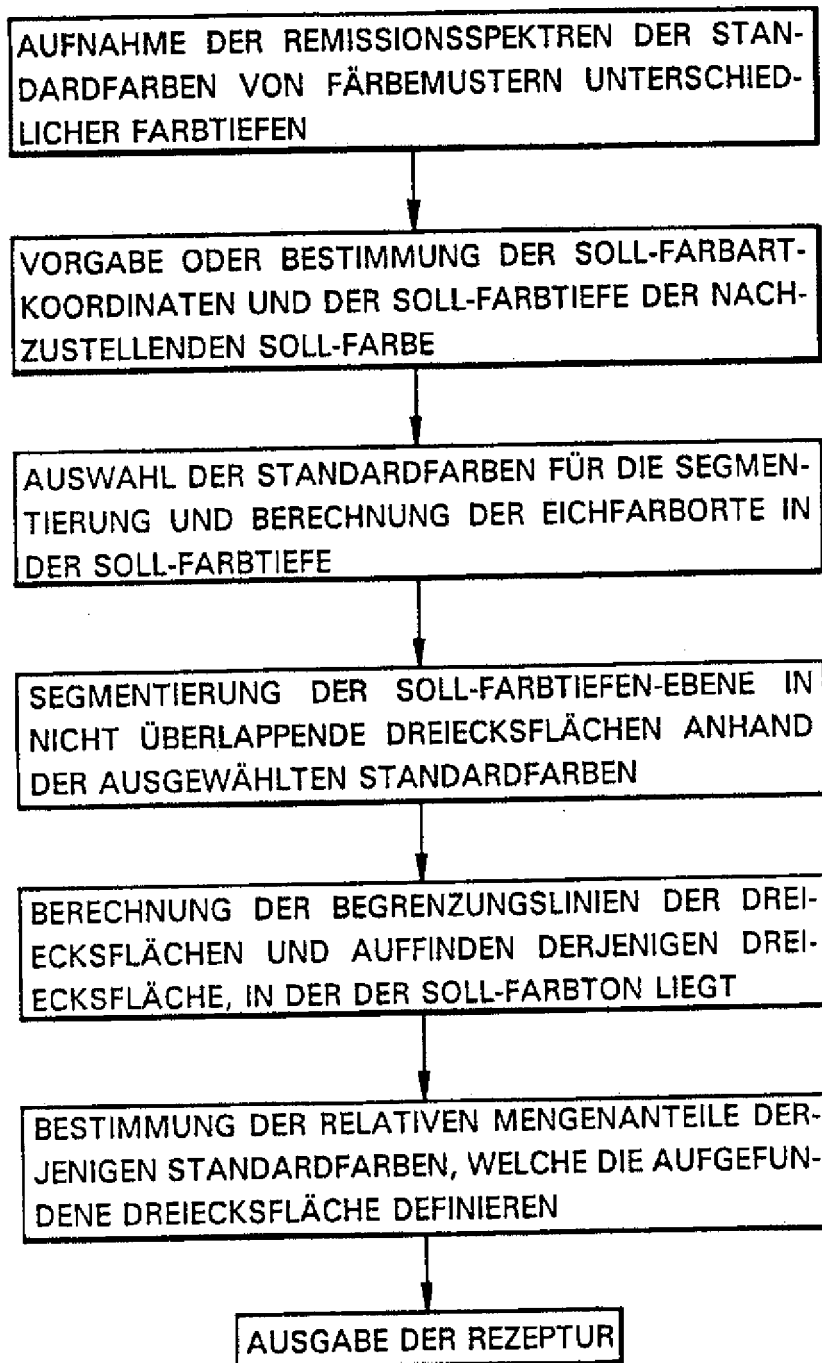 AUFNAHME DER REMISSIONSSPEKTREN DER STAN-
DARDFARBEN VON FÄRBEMUSTERN UNTERSCHIED-
LICHER FARBTIEFEN
VORGABE ODER BESTIMMUNG DER SOLL-FARBART-
KOORDINATEN UND DER SOLL-FARBTIEFE DER NACH-
ZUSTELLENDEN SOLL-FARBE
AUSWAHL DER STANDARDFARBEN FÜR DIE SEGMEN-
TIERUNG UND BERECHNUNG DER EICHFARBORTE IN
DER SOLL-FARBTIEFE
SEGMENTIERUNG DER SOLL-FARBTIEFEN-EBENE IN
NICHT ÜBERLAPPENDE DREIECKSFLÄCHEN ANHAND
DER AUSGEWÄHLTEN STANDARDFARBEN
BERECHNUNG DER BEGRENZUNGSLINIEN DER DREI-
ECKSFLÄCHEN UND AUFFINDEN DERJENIGEN DREI-
ECKSFLÄCHE, IN DER DER SOLL-FARBTON LIEGT
BESTIMMUNG DER RELATIVEN MENGENANTEILE DER-
JENIGEN STANDARDFARBEN, WELCHE DIE AUFGEFUN-
DENE DREIECKSFLÄCHE DEFINIEREN
AUSGABE DER REZEPTUR